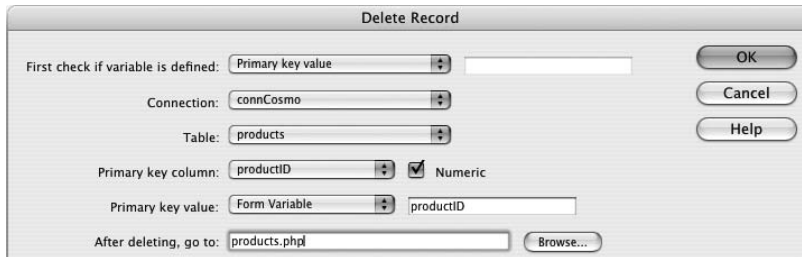 Delete Record
First check if variable is defined: Primary key value
OK
Connection: connCosmo
Cancel
Table: products
Help
Primary key column: productID Numeric
Primary key value: Form Variable productID
After deleting, go to: products.php Browse...